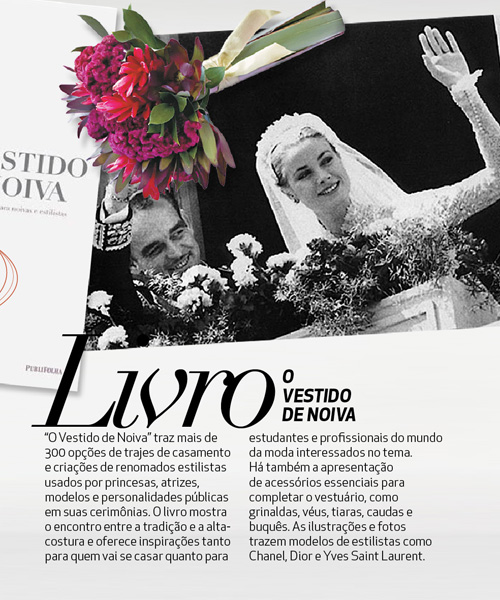 STIDO
NOIVA
para noivas e estilistas
PUBLIFOLHA
Livro
O
VESTIDO
DE NOIVA
“O Vestido de Noiva” traz mais de
300 opções de trajes de casamento
e criações de renomados estilistas
usados por princesas, atrizes,
modelos e personalidades públicas
em suas cerimônias. O livro mostra
o encontro entre a tradição e a alta-
costura e oferece inspirações tanto
para quem vai se casar quanto para
estudantes e profissionais do mundo
da moda interessados no tema.
Há também a apresentação
de acessórios essenciais para
completar o vestuário, como
grinaldas, véus, tiaras, caudas e
buquês. As ilustrações e fotos
trazem modelos de estilistas como
Chanel, Dior e Yves Saint Laurent.